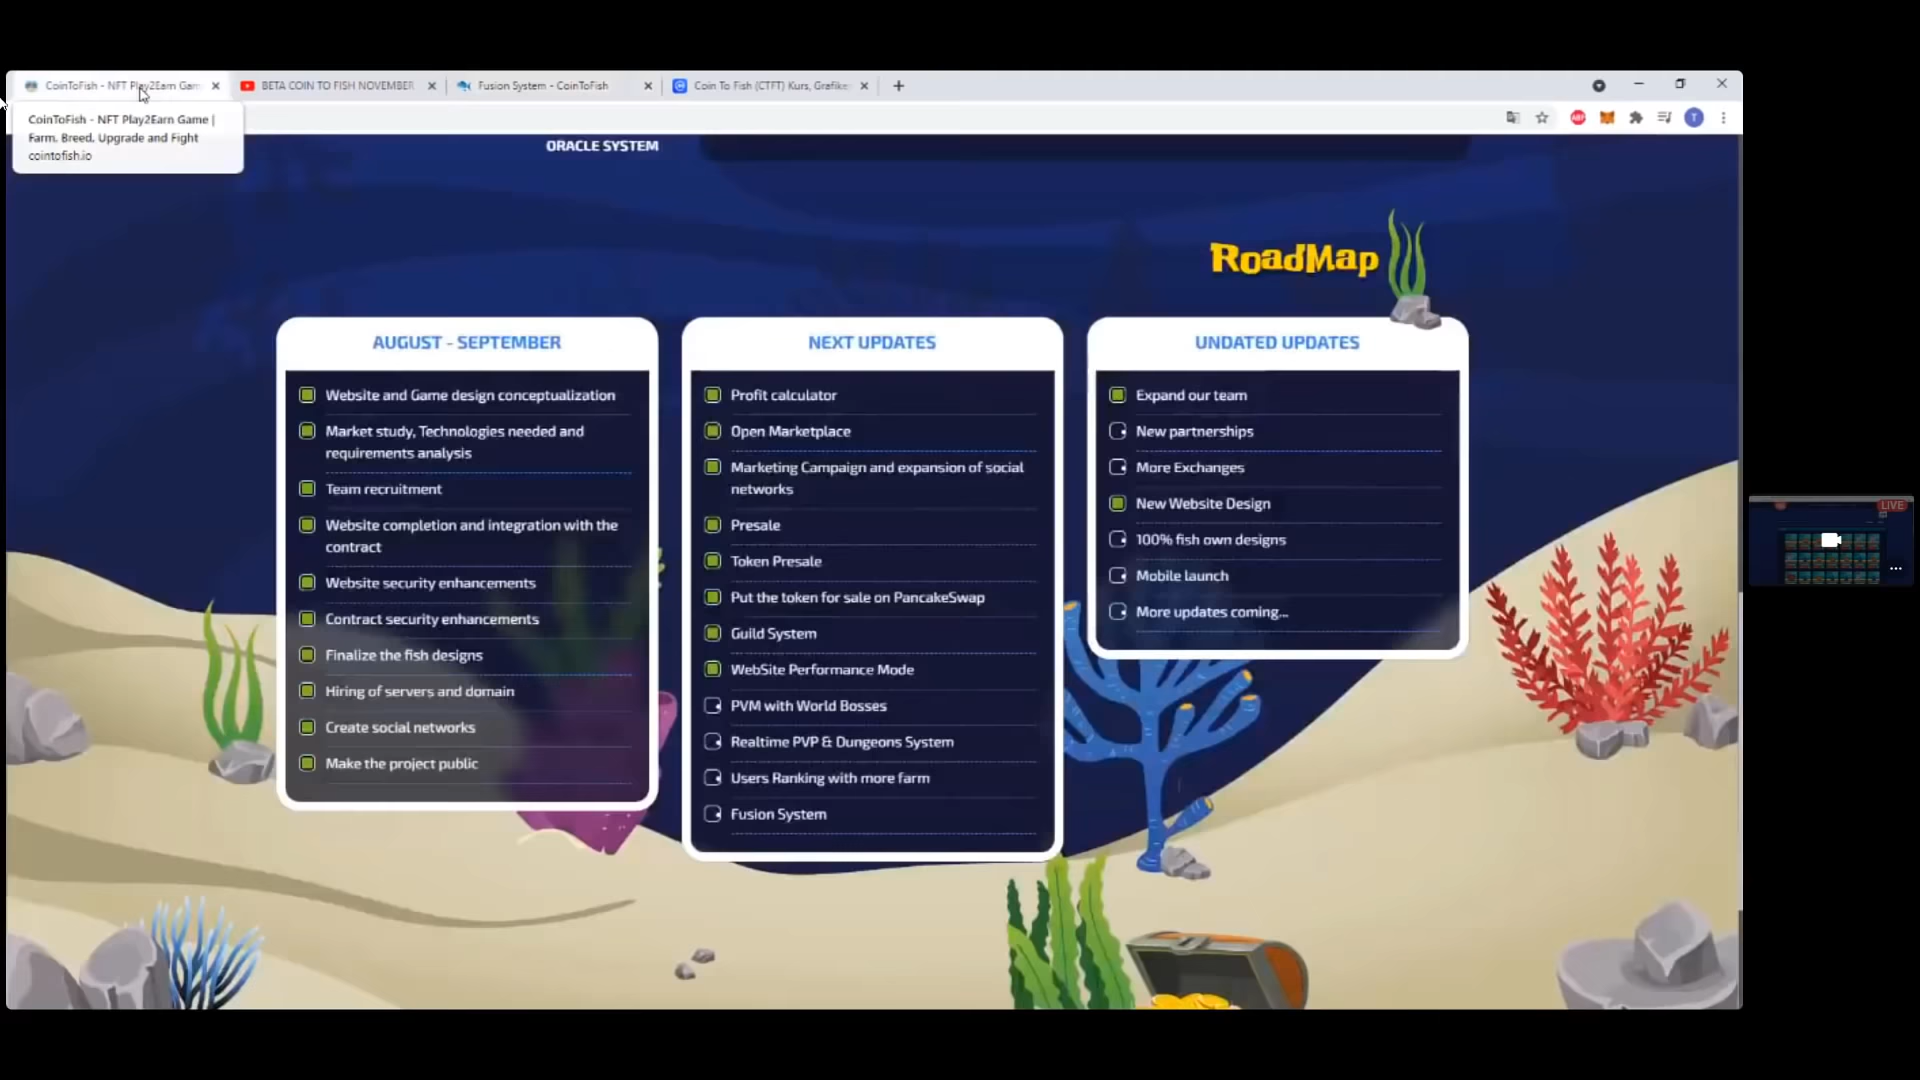 CoinToFish - NFT Play2Earn Gam
BETA COIN TO FISH NOVEMBER
Fusion System - CoinToFish
Coin To Fish (CTFT) Kurs, Grafike
CoinToFish - NFT Play2Earn Game |
Farm, Breed, Upgrade and Fight
cointofish.io
ABP
T
ORACLE SYSTEM
RoadMap
AUGUST - SEPTEMBER
Website and Game design conceptualization
Market study, Technologies needed and
requirements analysis
Team recruitment
Website completion and integration with the
contract
Website security enhancements
Contract security enhancements
Finalize the fish designs
Hiring of servers and domain
Create social networks
Make the project public
NEXT UPDATES
Profit calculator
Open Marketplace
Marketing Campaign and expansion of social
networks
Presale
Token Presale
Put the token for sale on PancakeSwap
Guild System
WebSite Performance Mode
PVM with World Bosses
Realtime PVP & Dungeons System
Users Ranking with more farm
Fusion System
UNDATED UPDATES
Expand our team
New partnerships
More Exchanges
New Website Design
100% fish own designs
Mobile launch
More updates coming...
LIVE